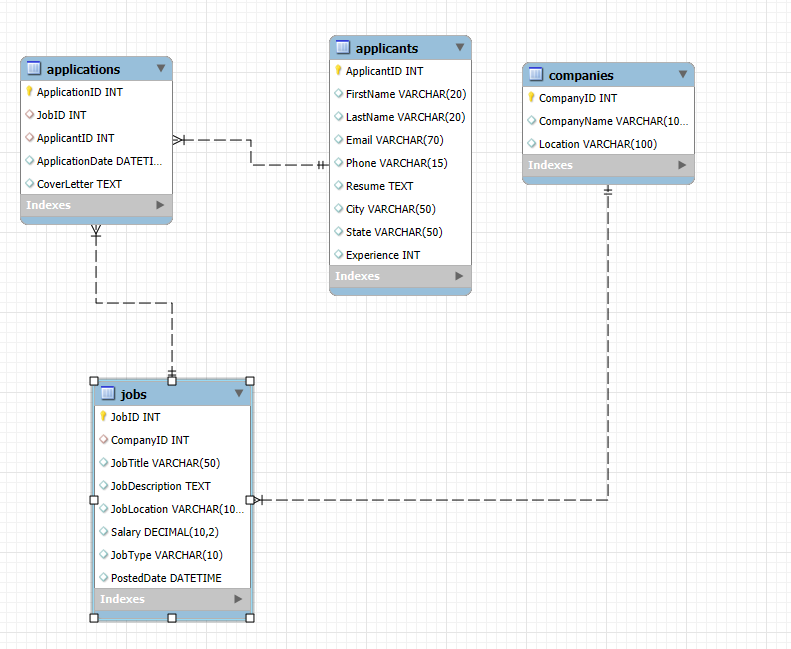 applications
ApplicationID INT
JobID INT
ApplicantID INT
ApplicationDate DATETI...
CoverLetter TEXT
Indexes
applicants
ApplicantID INT
FirstName VARCHAR(20)
LastName VARCHAR(20)
Email VARCHAR(70)
Phone VARCHAR(15)
Resume TEXT
City VARCHAR(50)
State VARCHAR(50)
Experience INT
Indexes
companies
CompanyID INT
CompanyName VARCHAR(10...
Location VARCHAR(100)
Indexes
jobs
JobID INT
CompanyID INT
JobTitle VARCHAR(50)
JobDescription TEXT
JobLocation VARCHAR(10...
Salary DECIMAL(10,2)
JobType VARCHAR(10)
PostedDate DATETIME
Indexes